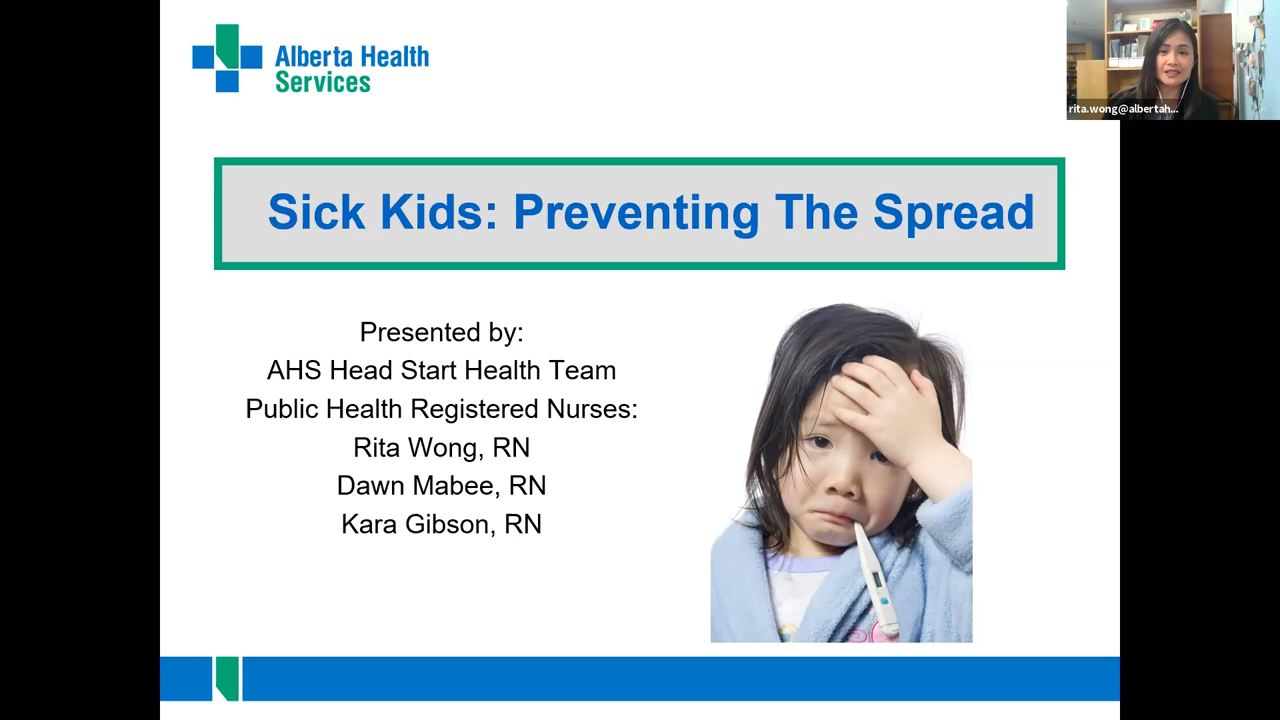 Alberta Health
Services
rita.wong@albertah...
Sick Kids: Preventing The Spread
Presented by:
AHS Head Start Health Team
Public Health Registered Nurses:
Rita Wong, RN
Dawn Mabee, RN
Kara Gibson, RN